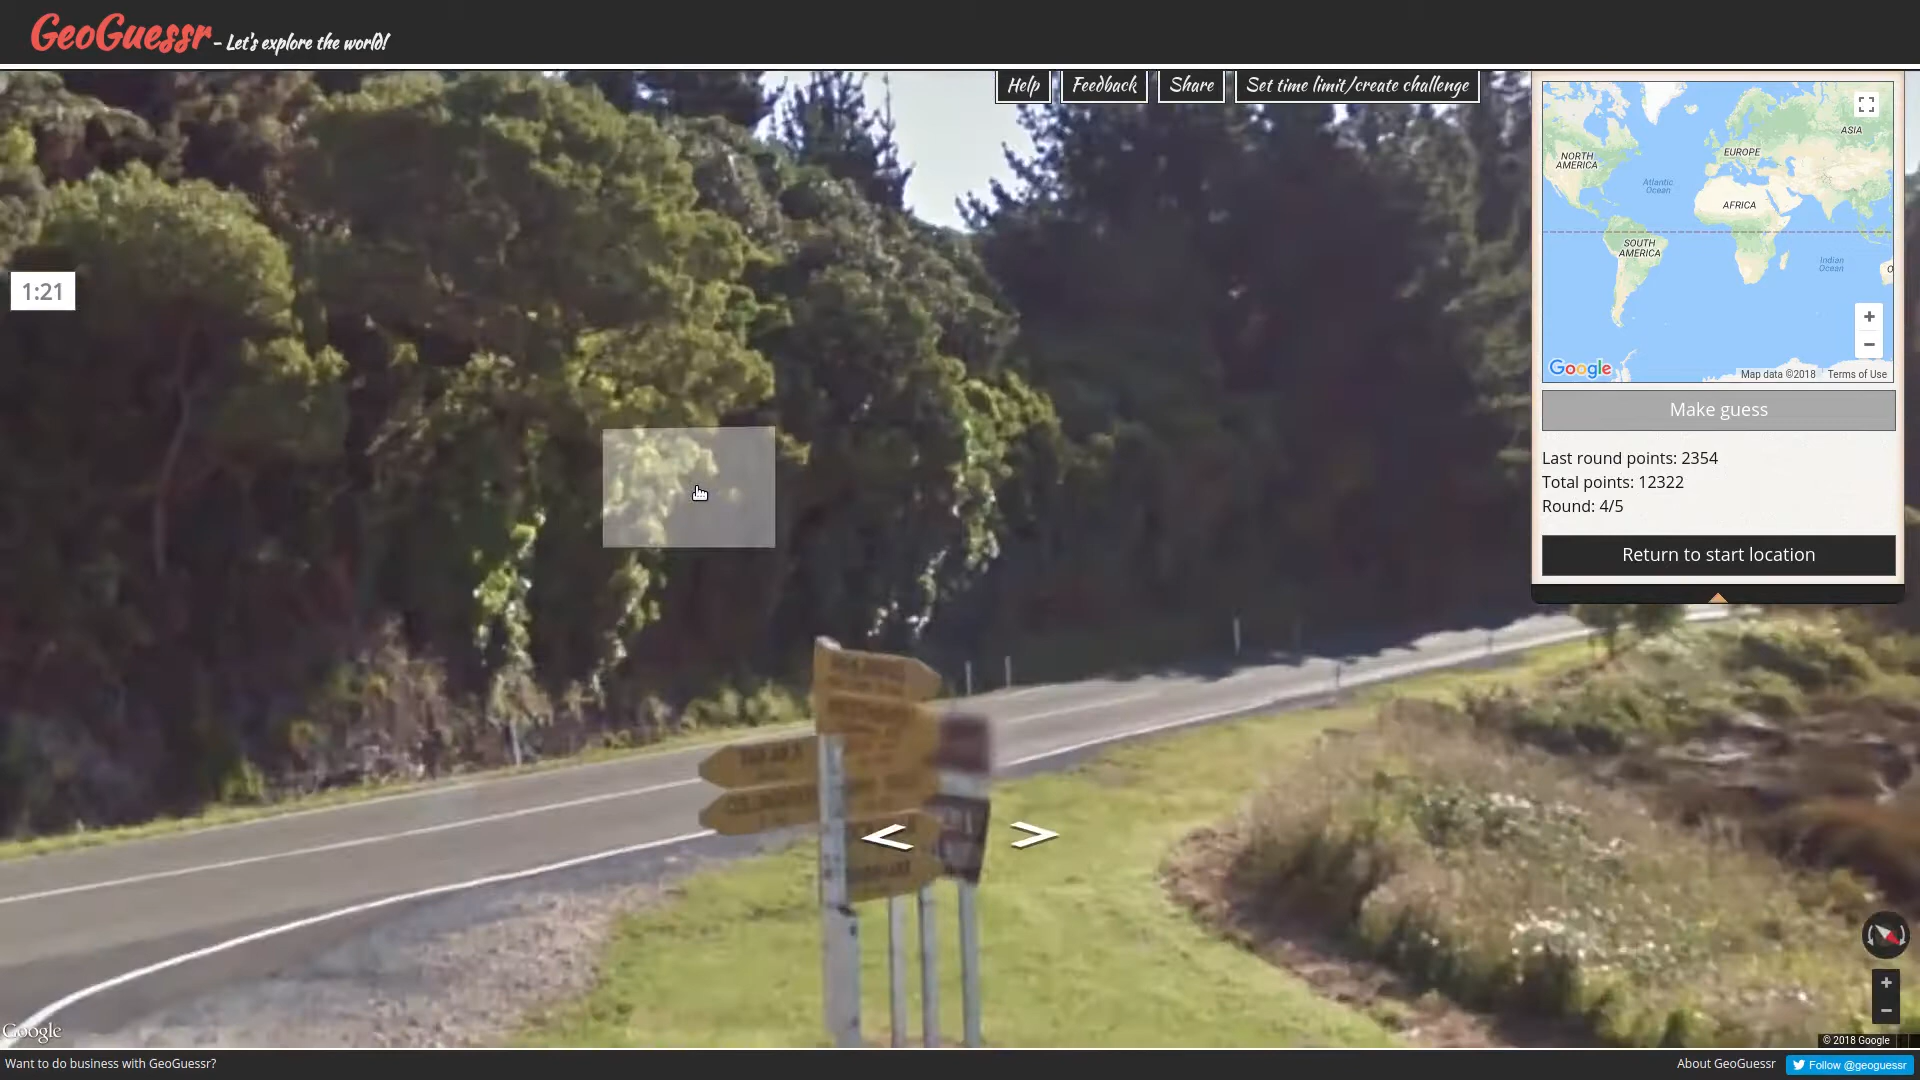 GeoGuessr - Let's explore the world!
Help
Feedback
Share
Set time limit/create challenge
1:21
ASIA
NORTH AMERICA
EUROPE
Atlantic Ocean
AFRICA
SOUTH AMERICA
Indian Ocean
O
+
−
Google
Map data ©2018
Terms of Use
Make guess
Last round points: 2354
Total points: 12322
Round: 4/5
Return to start location
<
>
+
−
Google
© 2018 Google
Want to do business with GeoGuessr?
About GeoGuessr
Follow @geoguessr